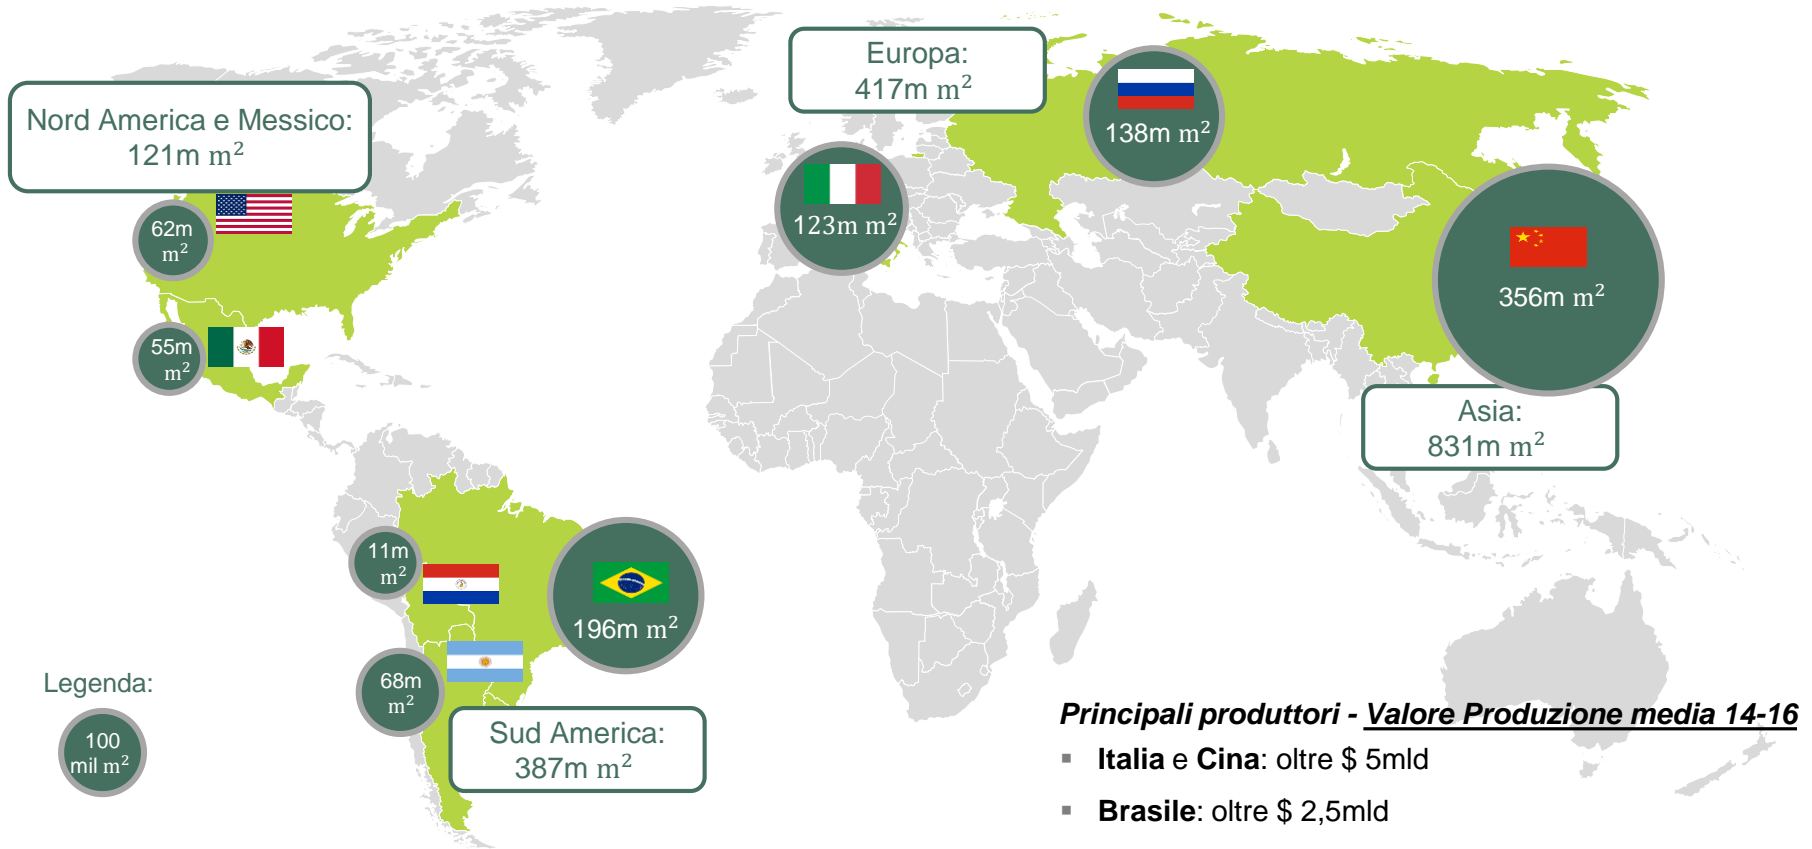 Europa:
417m m²
138m m²
Nord America e Messico:
121m m²
123m m²
62m
m²
356m m²
55m
m²
Asia:
831m m²
11m
m²
196m m²
68m
m²
Legenda:
100
mil m²
Sud America:
387m m²
Principali produttori - Valore Produzione media 14-16
▪ Italia e Cina: oltre $ 5mld
▪ Brasile: oltre $ 2,5mld